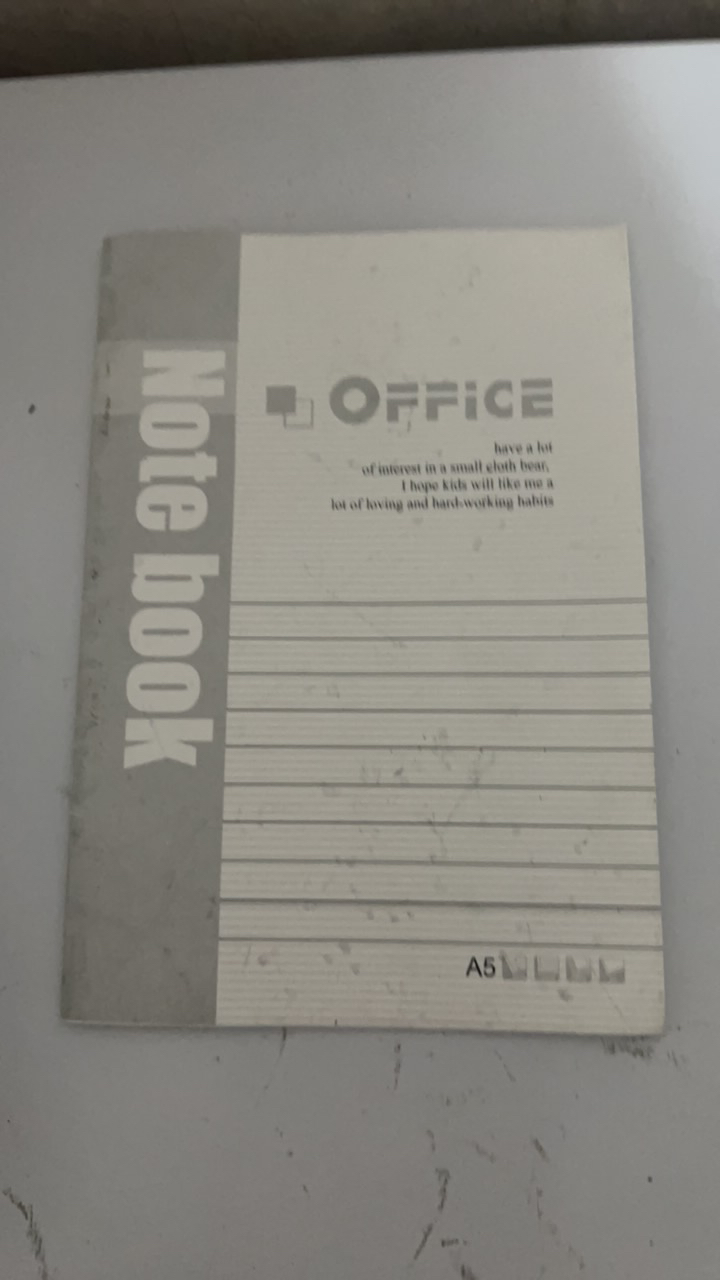 Note book
OFFiCE
have a lot
of interest in a small cloth bear,
I hope kids will like me a
lot of loving and hard-working habits
A5